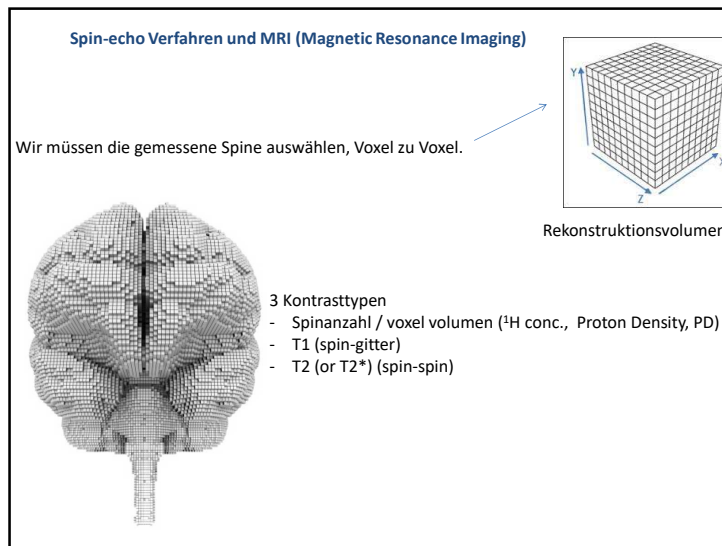 Spin-echo Verfahren und MRI (Magnetic Resonance Imaging)
Y
X
Z
Wir müssen die gemessene Spine auswählen, Voxel zu Voxel.
Rekonstruktionsvolumen
3 Kontrasttypen
- Spinanzahl / voxel volumen (¹H conc., Proton Density, PD)
- T1 (spin-gitter)
- T2 (or T2*) (spin-spin)